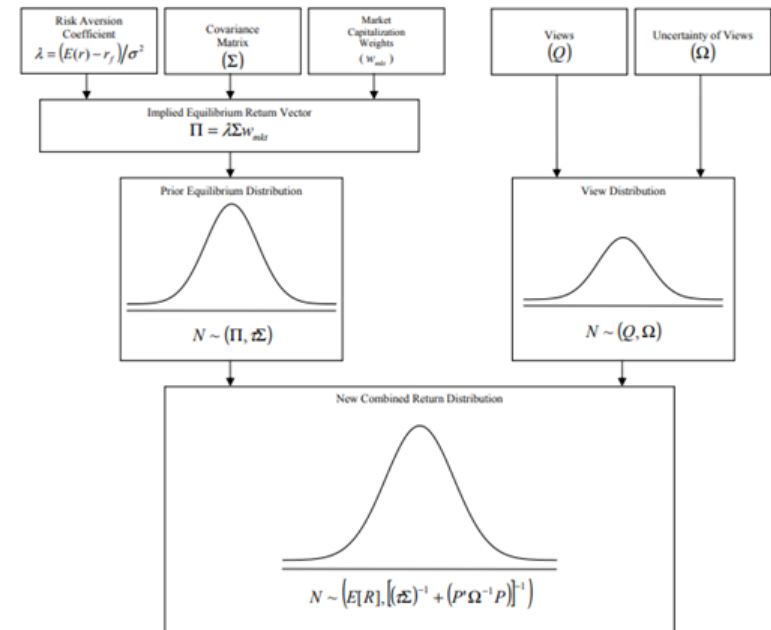 Risk Aversion
Coefficient
λ = (E(r) − r_f)/σ²
Covariance
Matrix
(Σ)
Market
Capitalization
Weights
(w_mkt)
Views
(Q)
Uncertainty of Views
(Ω)
Implied Equilibrium Return Vector
Π = λΣw_mkt
Prior Equilibrium Distribution
N ~ (Π, τΣ)
View Distribution
N ~ (Q, Ω)
New Combined Return Distribution
N ~ (E[R], [(τΣ)⁻¹ + (P'Ω⁻¹P)]⁻¹)